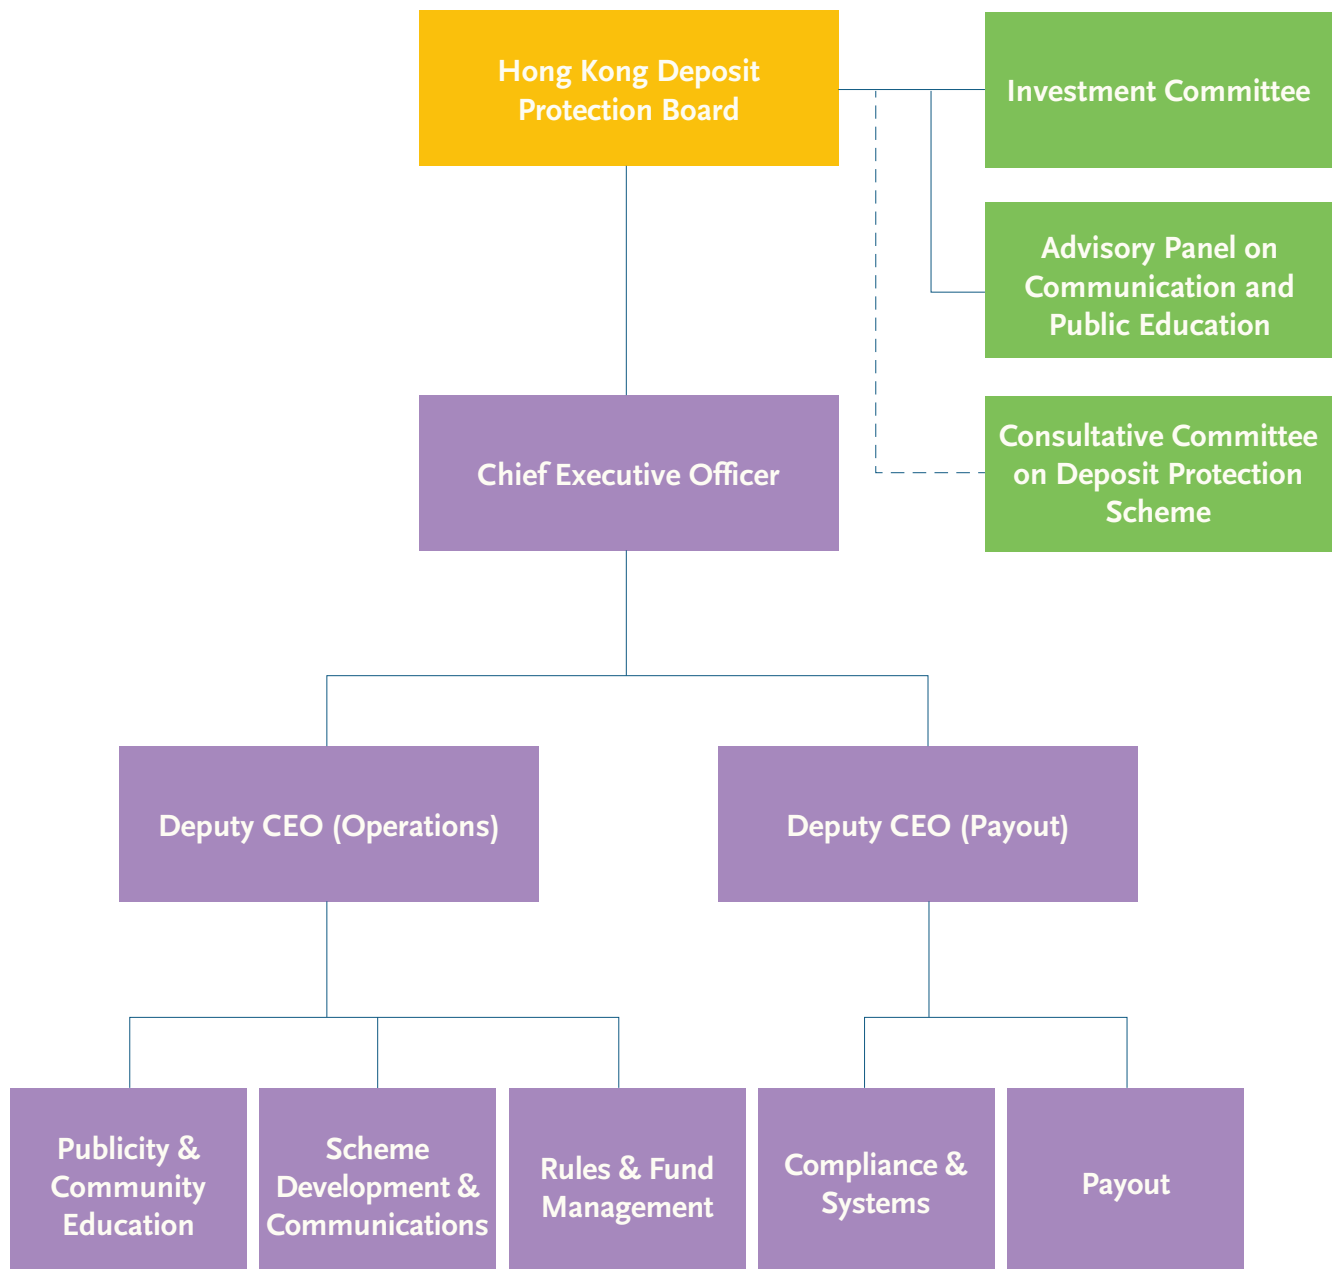 Hong Kong Deposit
Protection Board
Investment Committee
Advisory Panel on
Communication and
Public Education
Chief Executive Officer
Consultative Committee
on Deposit Protection
Scheme
Deputy CEO (Operations)
Deputy CEO (Payout)
Publicity &
Community
Education
Scheme
Development &
Communications
Rules & Fund
Management
Compliance &
Systems
Payout